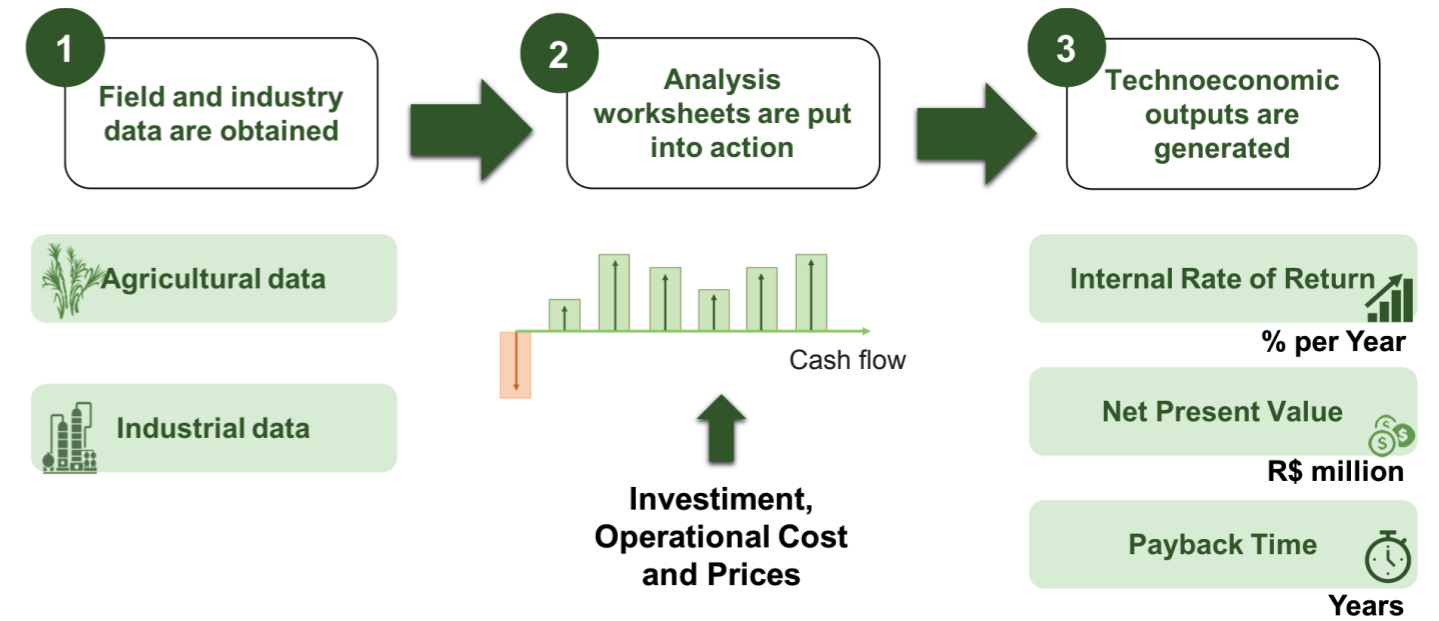 1
Field and industry
data are obtained
2
Analysis
worksheets are put
into action
3
Technoeconomic
outputs are
generated
Agricultural data
Industrial data
Cash flow
Investiment,
Operational Cost
and Prices
Internal Rate of Return
% per Year
Net Present Value
$
$
$
R$ million
Payback Time
Years